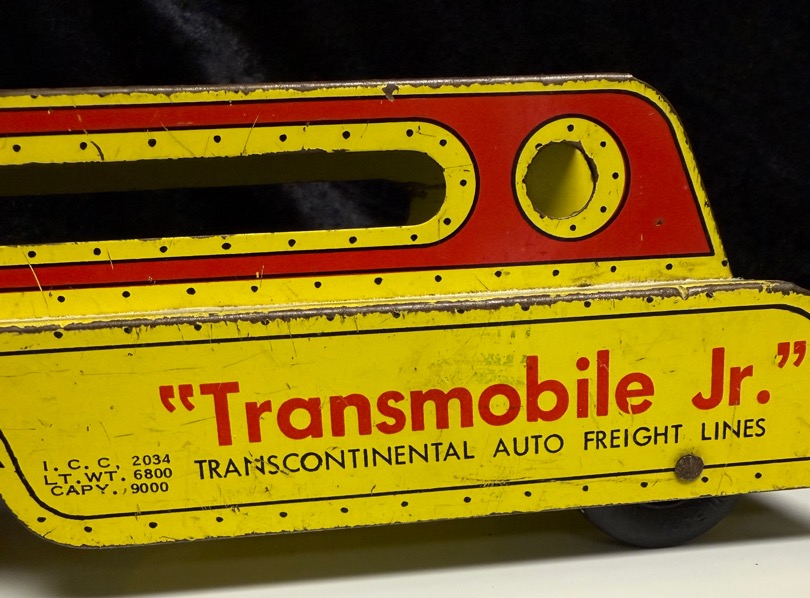 “Transmobile Jr.”
TRANSCONTINENTAL AUTO FREIGHT LINES
I. C. C. 2034
LT. WT. 6800
CAPY. 9000